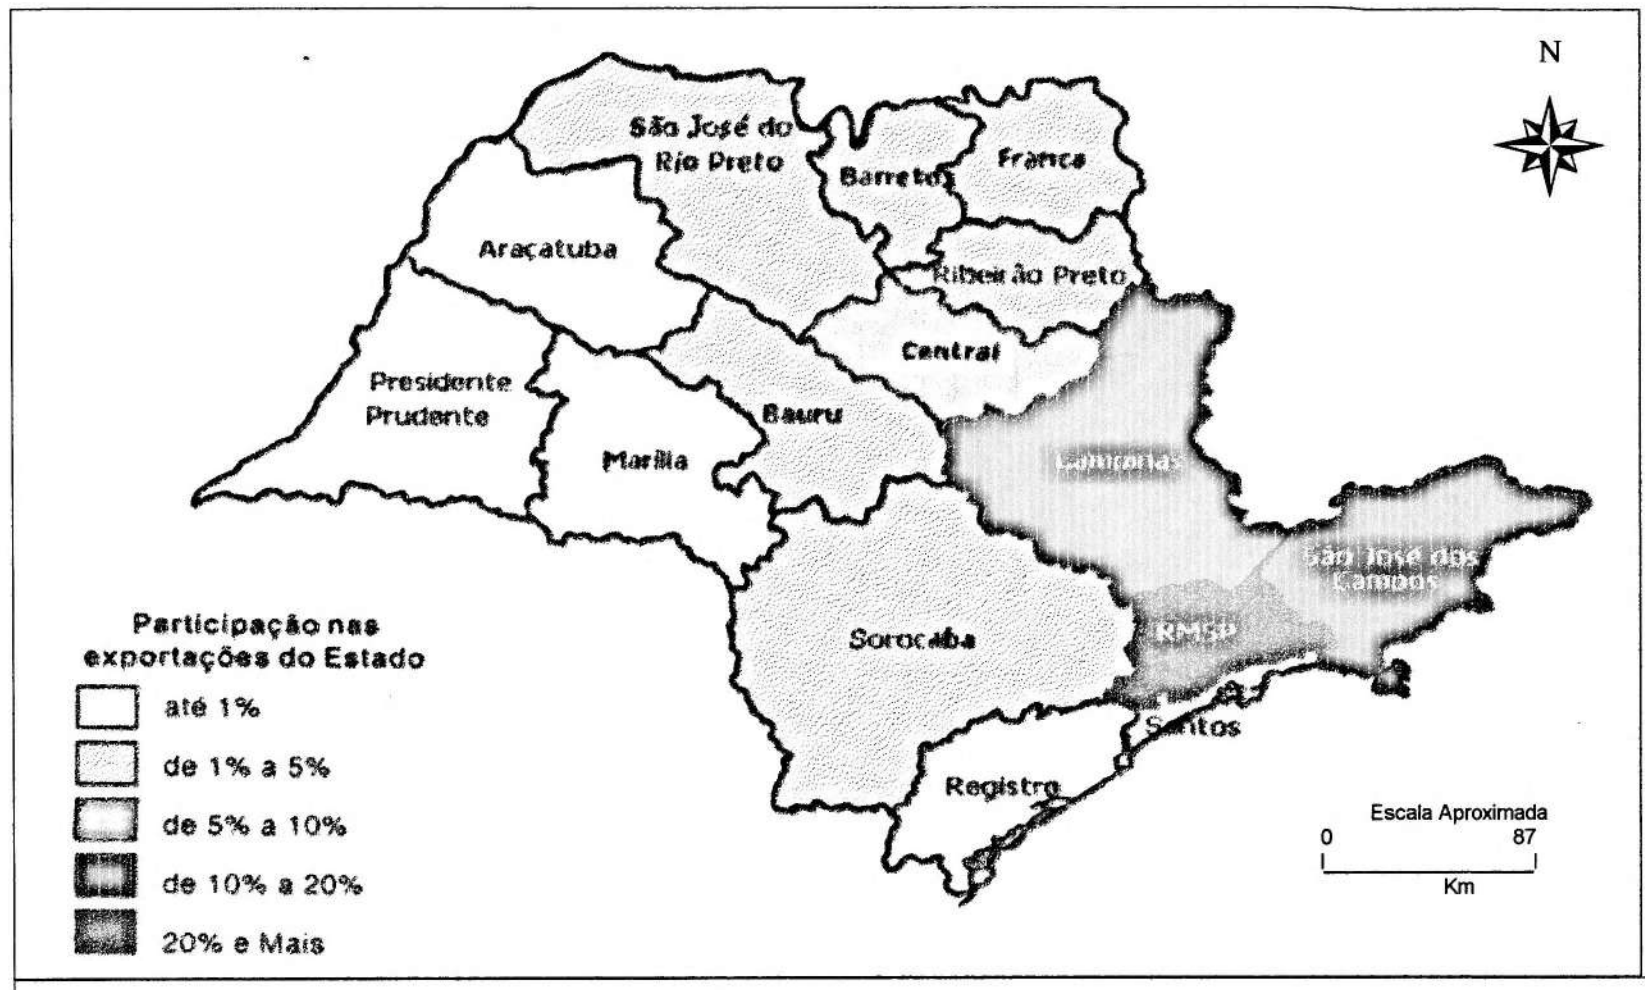 N
São José do
Rio Preto
Barretos
Franca
Araçatuba
Ribeirão Preto
Central
Presidente
Prudente
Bauru
Marília
Campinas
São José dos
Campos
RMSP
Sorocaba
Santos
Registro
Participação nas
exportações do Estado
até 1%
de 1% a 5%
de 5% a 10%
de 10% a 20%
20% e Mais
Escala Aproximada
0 87
Km